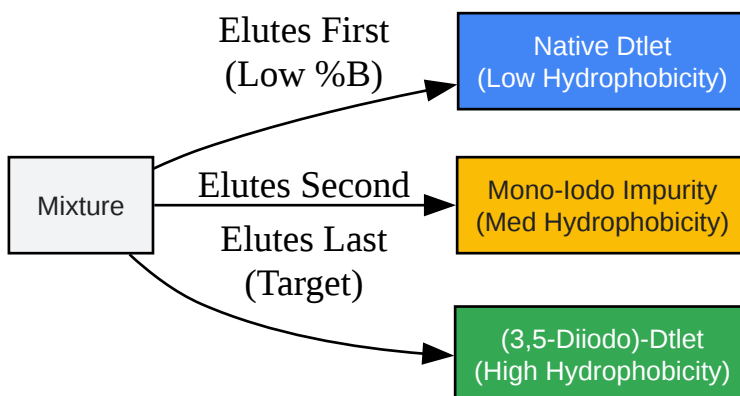 Elutes First
(Low %B)
Native Dtlet
(Low Hydrophobicity)
Mixture
Elutes Second
Mono-Iodo Impurity
(Med Hydrophobicity)
Elutes Last
(Target)
(3,5-Diiodo)-Dtlet
(High Hydrophobicity)